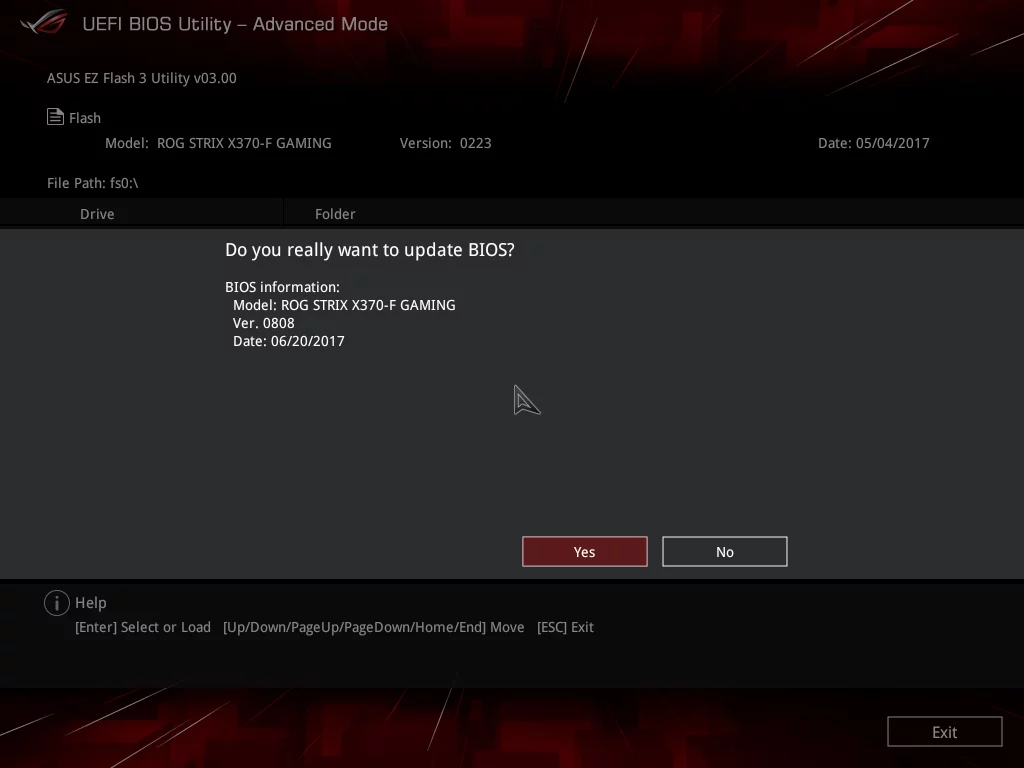 UEFI BIOS Utility – Advanced Mode
ASUS EZ Flash 3 Utility v03.00
Flash
Model: ROG STRIX X370-F GAMING Version: 0223 Date: 05/04/2017
File Path: fs0:\
Drive Folder
Do you really want to update BIOS?
BIOS information:
Model: ROG STRIX X370-F GAMING
Ver. 0808
Date: 06/20/2017
Yes No
Help
[Enter] Select or Load [Up/Down/PageUp/PageDown/Home/End] Move [ESC] Exit
Exit